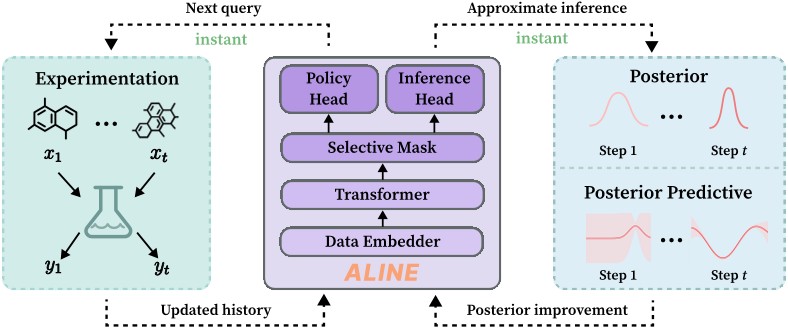 Next query
instant
Approximate inference
instant
Experimentation
x1
...
xt
y1
yt
Policy
Head
Inference
Head
Selective Mask
Transformer
Data Embedder
ALINE
Posterior
...
Step 1
Step t
Posterior Predictive
...
Step 1
Step t
Updated history
Posterior improvement